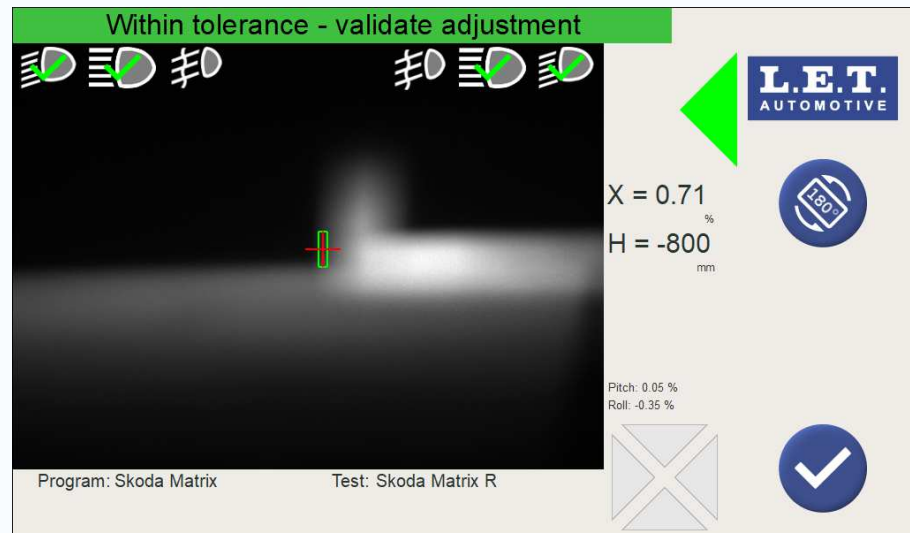 Within tolerance - validate adjustment
L.E.T.
AUTOMOTIVE
X = 0.71
%
180°
H = -800
mm
Pitch: 0.05 %
Roll: -0.35 %
Program: Skoda Matrix
Test: Skoda Matrix R